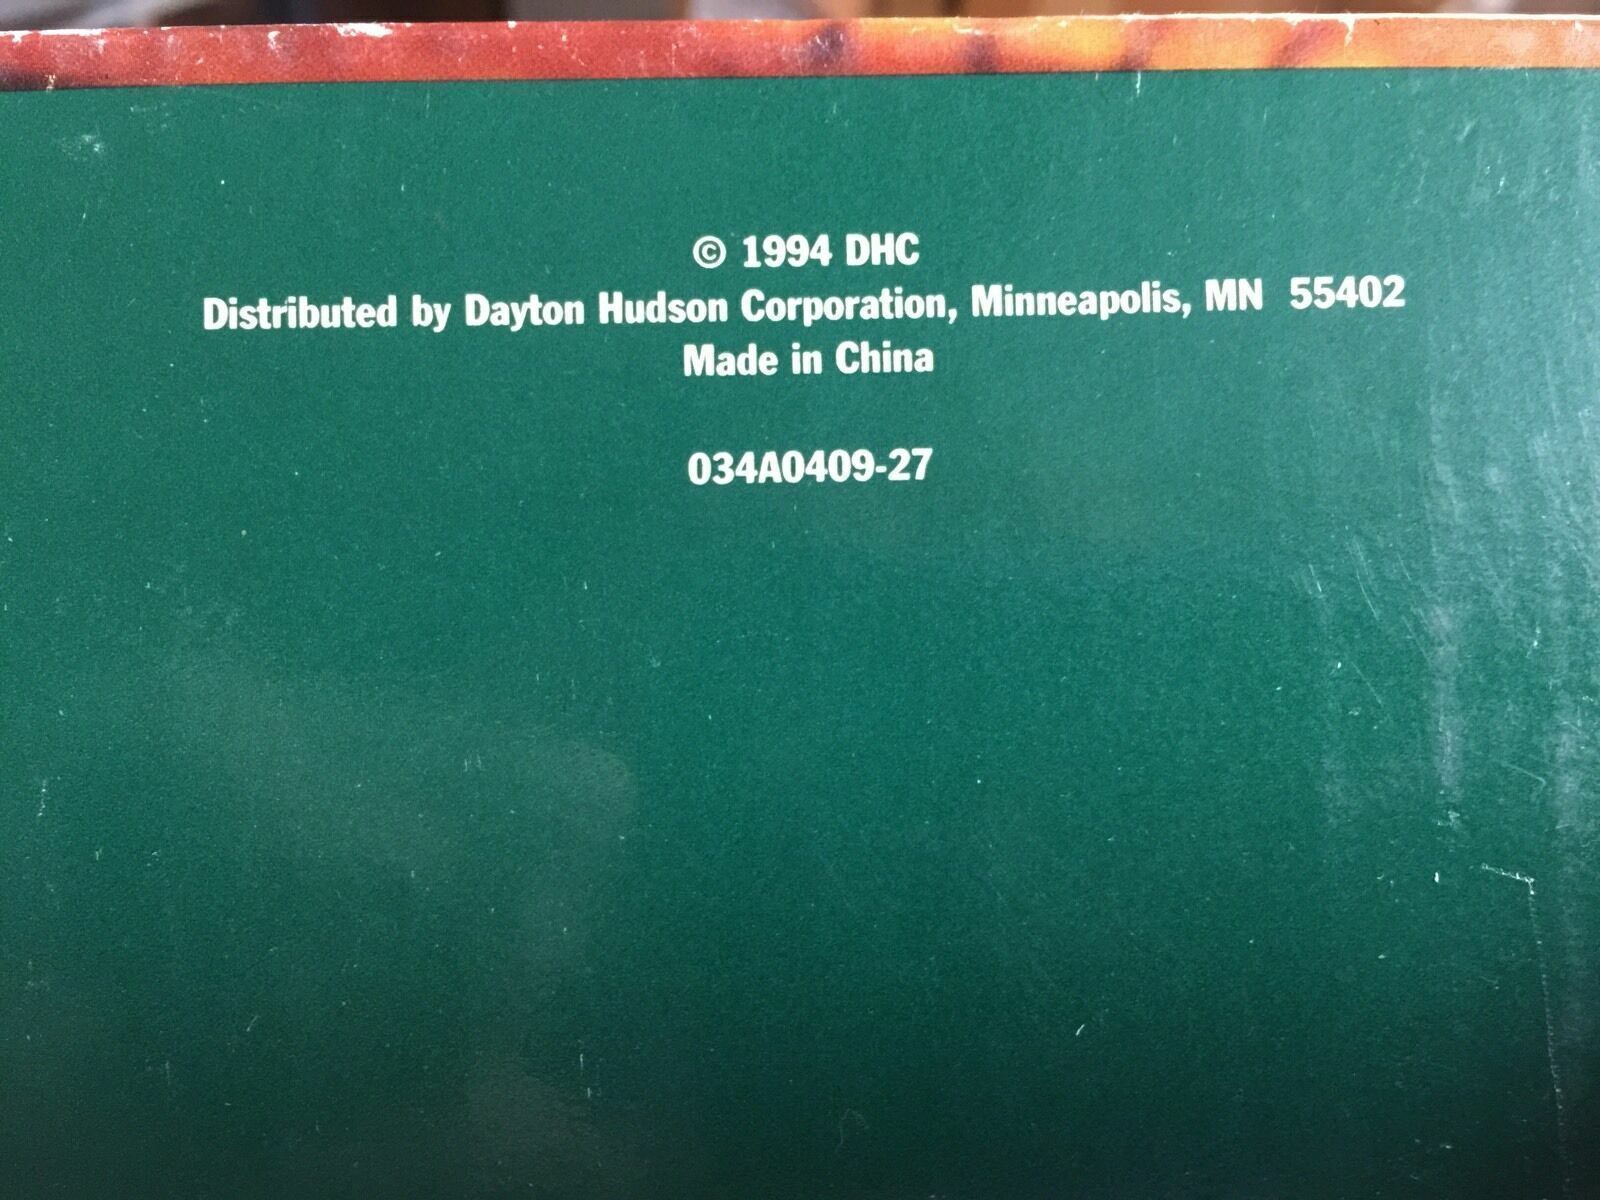 © 1994 DHC
Distributed by Dayton Hudson Corporation, Minneapolis, MN 55402
Made in China
034A0409-27